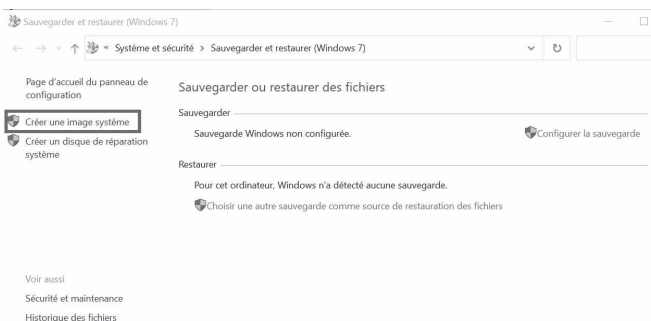 Sauvegarder et restaurer (Windows 7)
« Système et sécurité > Sauvegarder et restaurer (Windows 7)
Page d'accueil du panneau de
configuration
Créer une image système
Créer un disque de réparation
système
Sauvegarder ou restaurer des fichiers
Sauvegarder
Sauvegarde Windows non configurée.
Configurer la sauvegarde
Restaurer
Pour cet ordinateur, Windows n'a détecté aucune sauvegarde.
Choisir une autre sauvegarde comme source de restauration des fichiers
Voir aussi
Sécurité et maintenance
Historique des fichiers